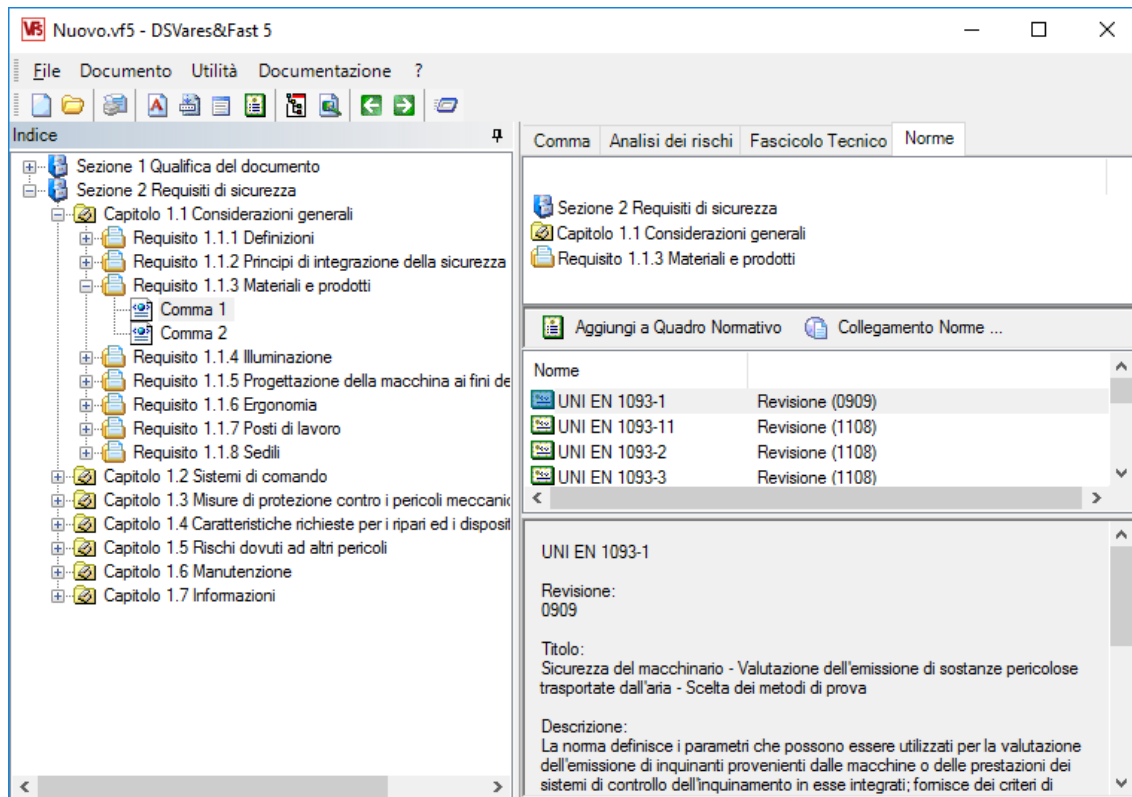 Nuovo.vf5 - DSVares&Fast 5
File Documento Utilità Documentazione ?
Indice
Sezione 1 Qualifica del documento
Sezione 2 Requisiti di sicurezza
Capitolo 1.1 Considerazioni generali
Requisito 1.1.1 Definizioni
Requisito 1.1.2 Principi di integrazione della sicurezza
Requisito 1.1.3 Materiali e prodotti
Comma 1
Comma 2
Requisito 1.1.4 Illuminazione
Requisito 1.1.5 Progettazione della macchina ai fini de
Requisito 1.1.6 Ergonomia
Requisito 1.1.7 Posti di lavoro
Requisito 1.1.8 Sedili
Capitolo 1.2 Sistemi di comando
Capitolo 1.3 Misure di protezione contro i pericoli meccanic
Capitolo 1.4 Caratteristiche richieste per i ripari ed i disposit
Capitolo 1.5 Rischi dovuti ad altri pericoli
Capitolo 1.6 Manutenzione
Capitolo 1.7 Informazioni
Comma Analisi dei rischi Fascicolo Tecnico Norme
Sezione 2 Requisiti di sicurezza
Capitolo 1.1 Considerazioni generali
Requisito 1.1.3 Materiali e prodotti
Aggiungi a Quadro Normativo Collegamento Norme ...
Norme
UNI EN 1093-1 Revisione (0909)
UNI EN 1093-11 Revisione (1108)
UNI EN 1093-2 Revisione (1108)
UNI EN 1093-3 Revisione (1108)
UNI EN 1093-1
Revisione:
0909
Titolo:
Sicurezza del macchinario - Valutazione dell'emissione di sostanze pericolose
trasportate dall'aria - Scelta dei metodi di prova
Descrizione:
La norma definisce i parametri che possono essere utilizzati per la valutazione
dell'emissione di inquinanti provenienti dalle macchine o delle prestazioni dei
sistemi di controllo dell'inquinamento in esse integrati; fornisce dei criteri di